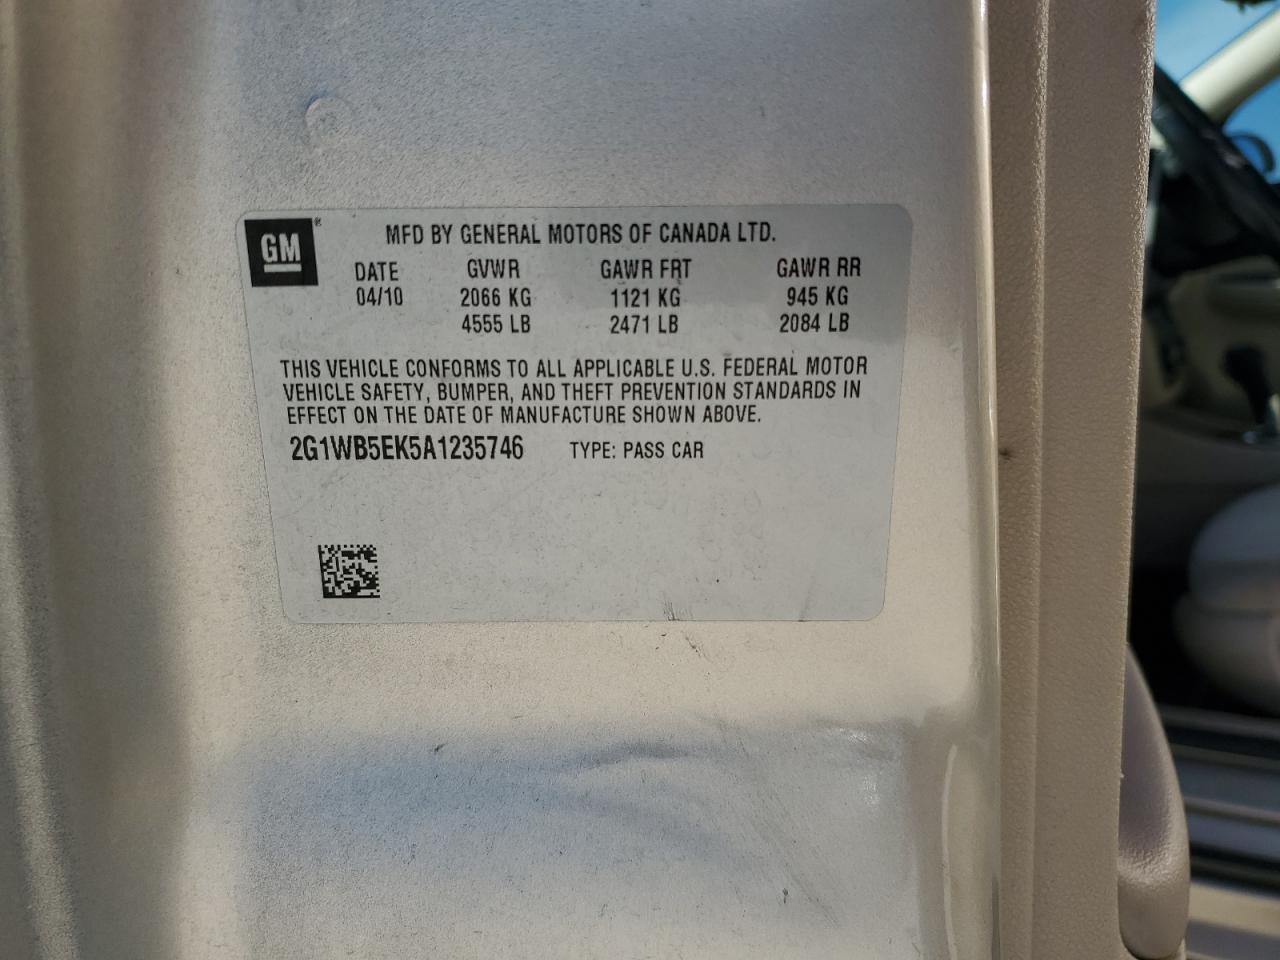 GM ®
MFD BY GENERAL MOTORS OF CANADA LTD.
DATE GVWR GAWR FRT GAWR RR
04/10 2066 KG 1121 KG 945 KG
4555 LB 2471 LB 2084 LB
THIS VEHICLE CONFORMS TO ALL APPLICABLE U.S. FEDERAL MOTOR
VEHICLE SAFETY, BUMPER, AND THEFT PREVENTION STANDARDS IN
EFFECT ON THE DATE OF MANUFACTURE SHOWN ABOVE.
2G1WB5EK5A1235746 TYPE: PASS CAR